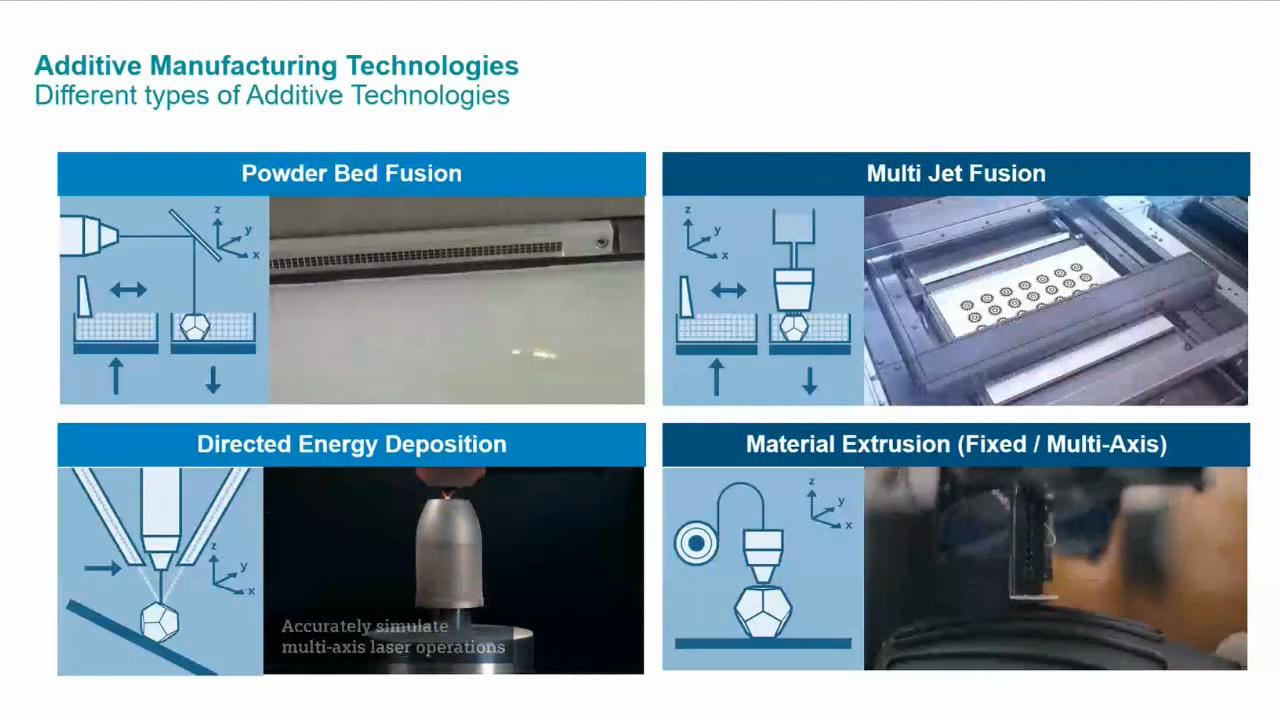 Additive Manufacturing Technologies
Different types of Additive Technologies
Powder Bed Fusion
z
y
x
Multi Jet Fusion
z
y
x
Directed Energy Deposition
z
y
x
Accurately simulate
multi-axis laser operations
Material Extrusion (Fixed / Multi-Axis)
z
y
x